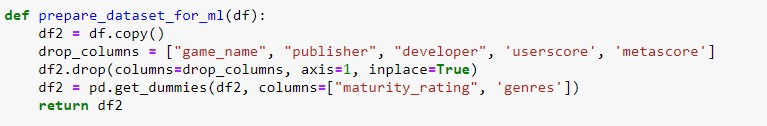 def prepare_dataset_for_ml(df):
    df2 = df.copy()
    drop_columns = ["game_name", "publisher", "developer", 'userscore', 'metascore']
    df2.drop(columns=drop_columns, axis=1, inplace=True)
    df2 = pd.get_dummies(df2, columns=["maturity_rating", 'genres'])
    return df2